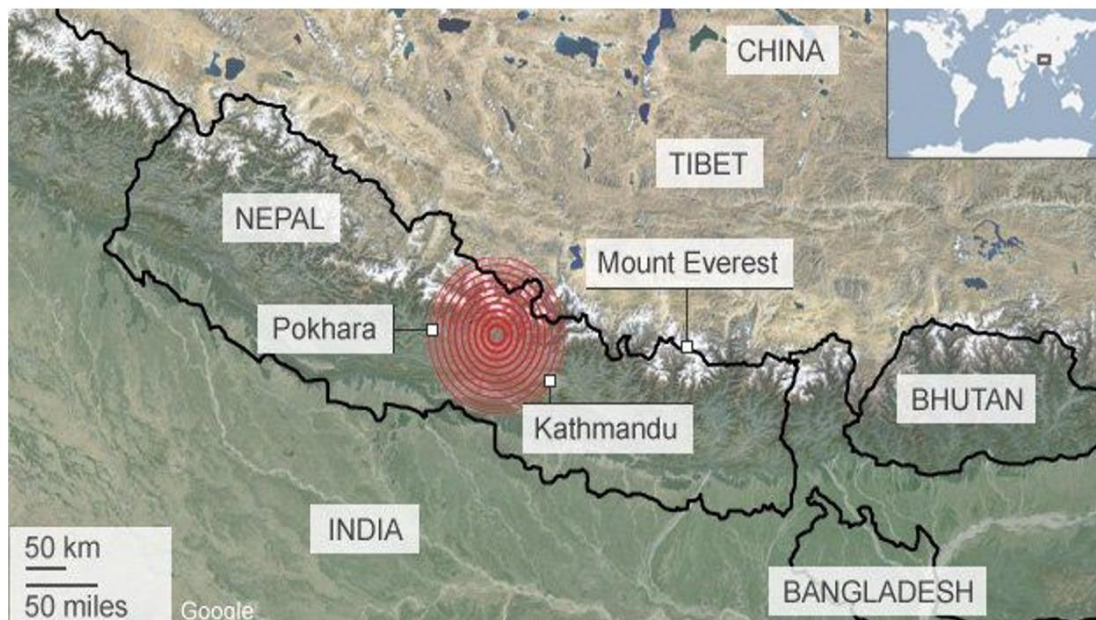 CHINA
TIBET
NEPAL
Mount Everest
Pokhara
BHUTAN
Kathmandu
INDIA
50 km
50 miles
Google
BANGLADESH